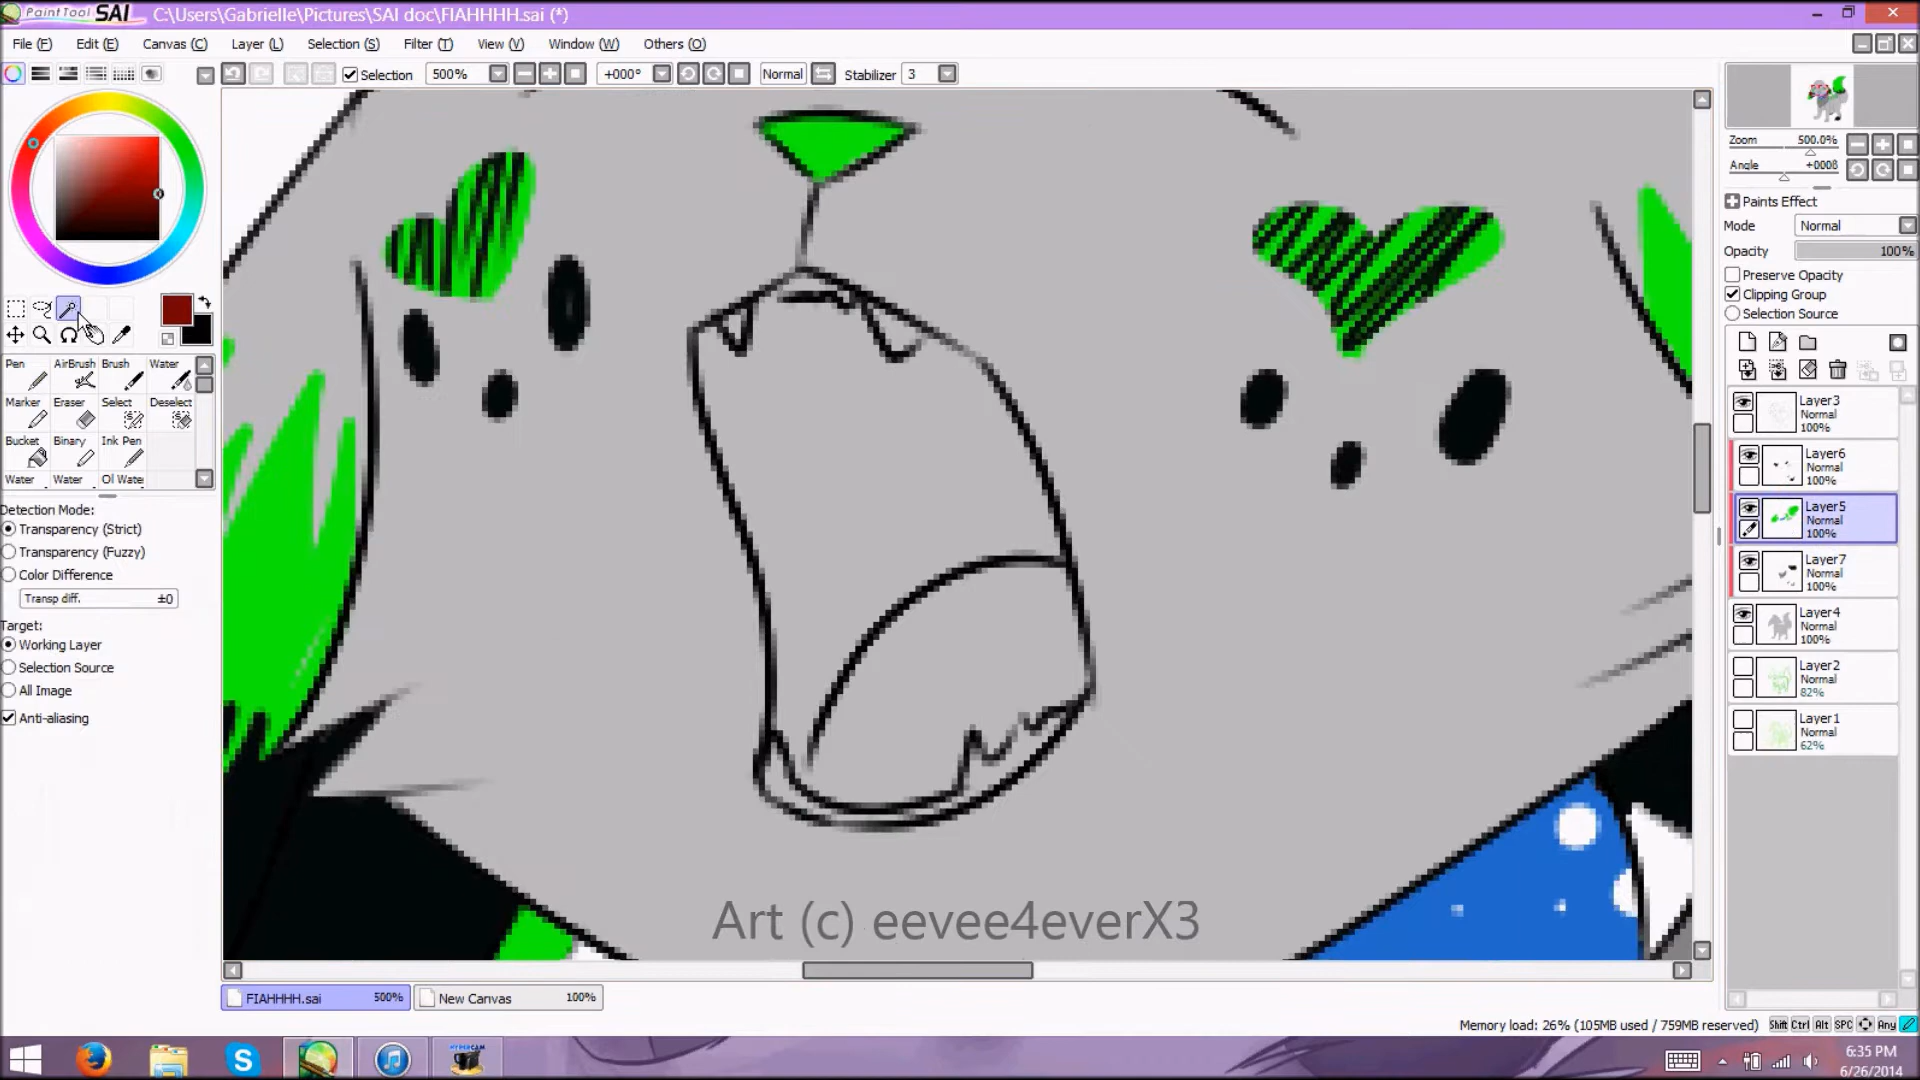 PaintTool SAI C:\Users\Gabrielle\Pictures\SAI doc\FIAHHHH.sai (*)
File (F) Edit (E) Canvas (C) Layer (L) Selection (S) Filter (T) View (V) Window (W) Others (O)
Selection 500% +000° Normal Stabilizer 3
Zoom 500.0%
Angle +000ß
Paints Effect
Mode Normal
Opacity 100%
Preserve Opacity
Clipping Group
Selection Source
Pen AirBrush Brush Water
Marker Eraser Select Deselect
Bucket Binary Ink Pen
Water Water Ol Wate
Detection Mode:
Transparency (Strict)
Transparency (Fuzzy)
Color Difference
Transp diff. ±0
Target:
Working Layer
Selection Source
All Image
Anti-aliasing
Layer3
Normal
100%
Layer6
Normal
100%
Layer5
Normal
100%
Layer7
Normal
100%
Layer4
Normal
100%
Layer2
Normal
82%
Layer1
Normal
62%
Art (c) eevee4everX3
FIAHHHH.sai 500% New Canvas 100%
Memory load: 26% (105MB used / 759MB reserved) Shift Ctrl Alt SPC Any
HYPERCAM
6:35 PM
6/26/2014